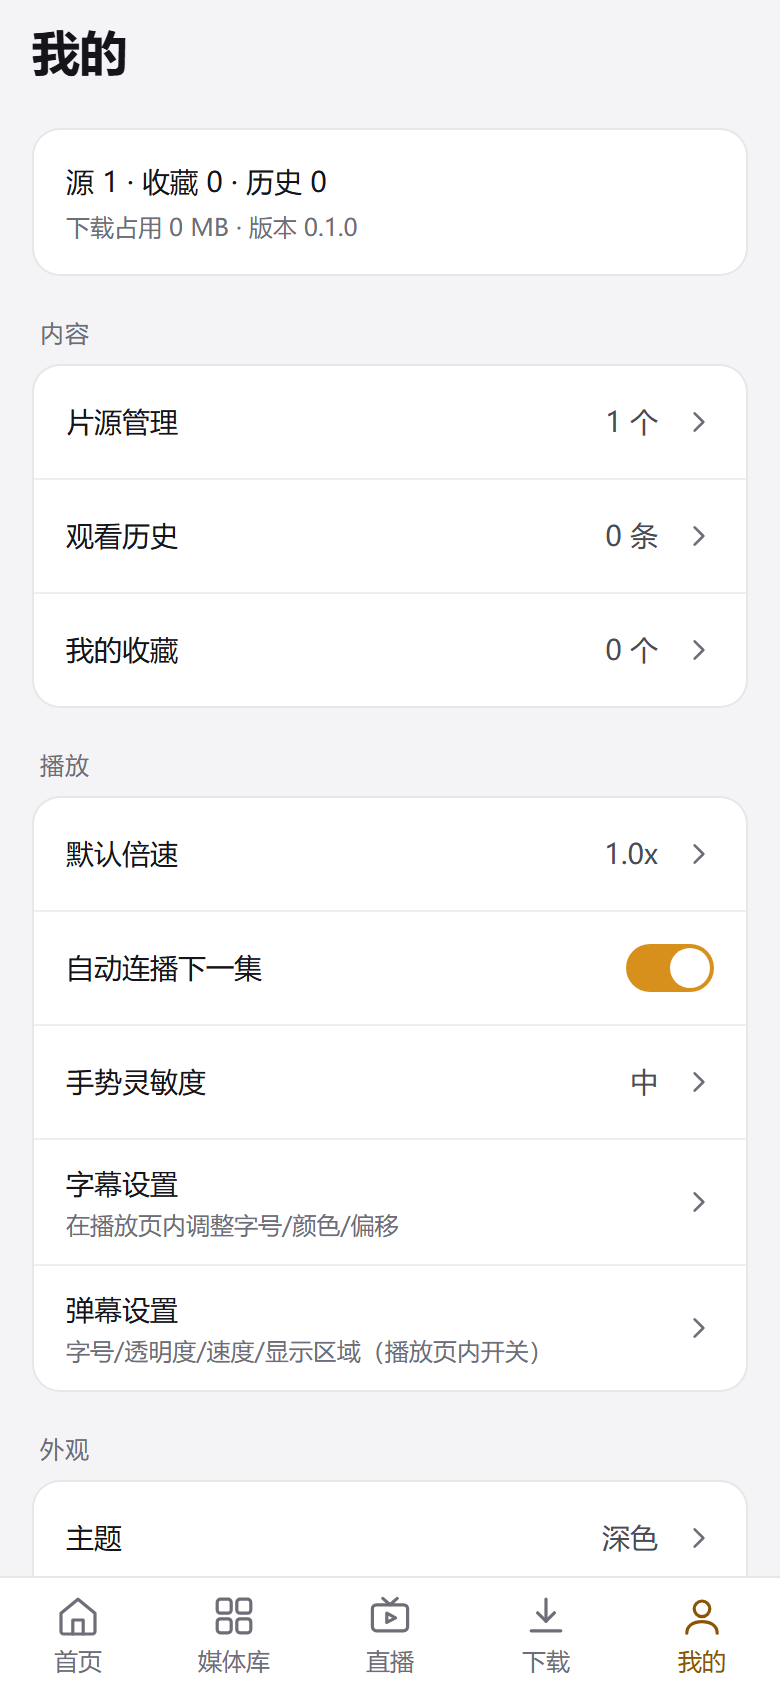 我的
源 1 · 收藏 0 · 历史 0
下载占用 0 MB · 版本 0.1.0
内容
片源管理 1 个
观看历史 0 条
我的收藏 0 个
播放
默认倍速 1.0x
自动连播下一集
手势灵敏度 中
字幕设置
在播放页内调整字号/颜色/偏移
弹幕设置
字号/透明度/速度/显示区域（播放页内开关）
外观
主题 深色
首页 媒体库 直播 下载 我的